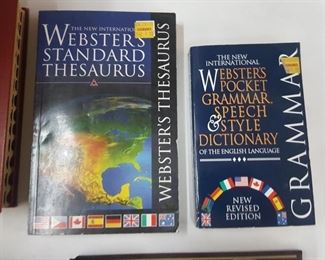 THE NEW INTERNATIONAL
WEBSTER'S
STANDARD
THESAURUS
WEBSTER'S THESAURUS
THE NEW INTERNATIONAL
WEBSTER'S
POCKET
GRAMMAR,
SPEECH
& STYLE
DICTIONARY
OF THE ENGLISH LANGUAGE
NEW
REVISED
EDITION
GRAMMAR